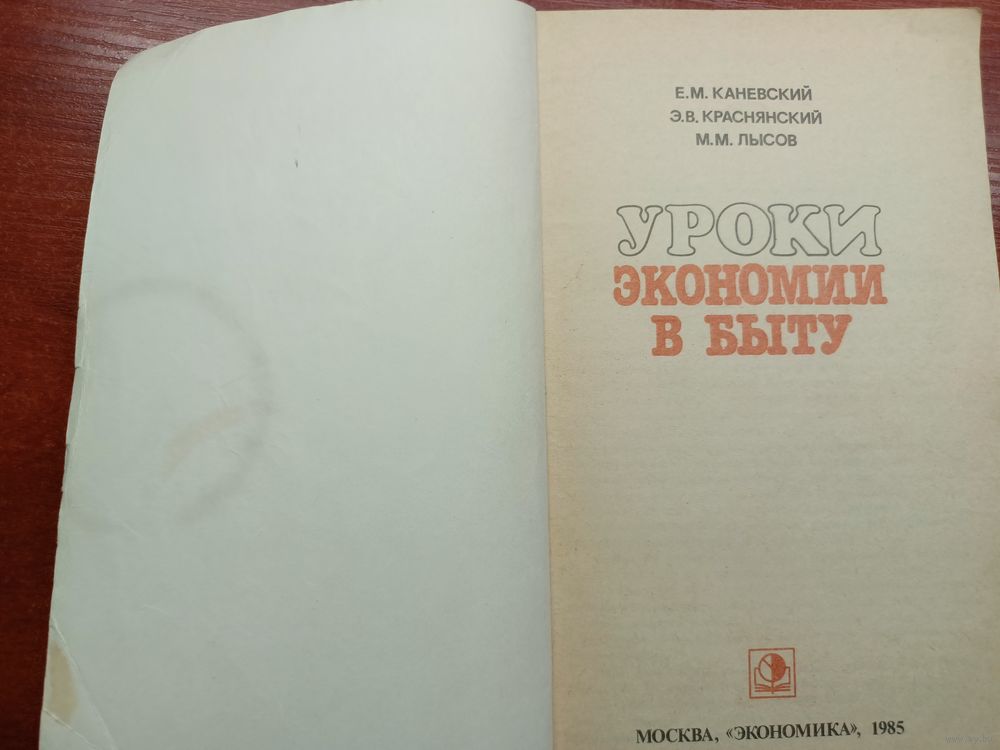 Е.М. КАНЕВСКИЙ
Э.В. КРАСНЯНСКИЙ
М.М. ЛЫСОВ
УРОКИ
ЭКОНОМИИ
В БЫТУ
МОСКВА, «ЭКОНОМИКА», 1985